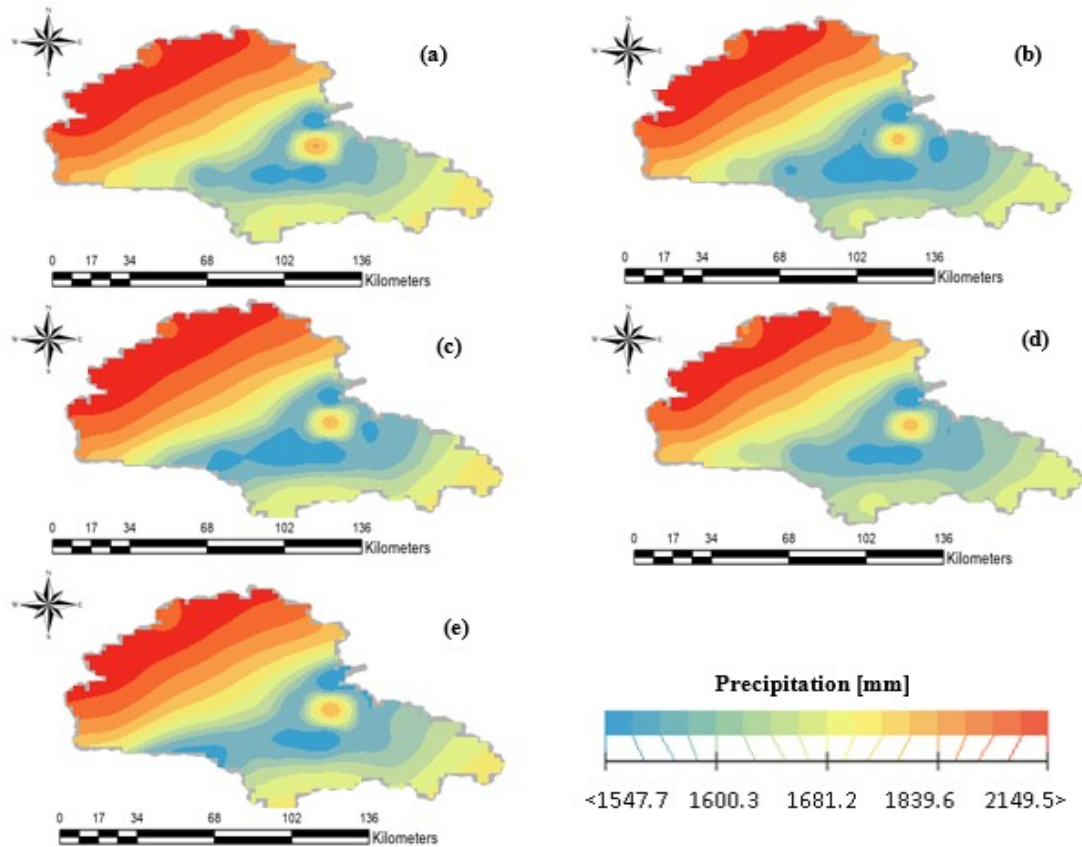 N
W E
S
(a)
0 17 34 68 102 136
Kilometers
N
W E
S
(b)
0 17 34 68 102 136
Kilometers
N
W E
S
(c)
0 17 34 68 102 136
Kilometers
N
W E
S
(d)
0 17 34 68 102 136
Kilometers
N
W E
S
(e)
0 17 34 68 102 136
Kilometers
Precipitation [mm]
<1547.7 1600.3 1681.2 1839.6 2149.5>